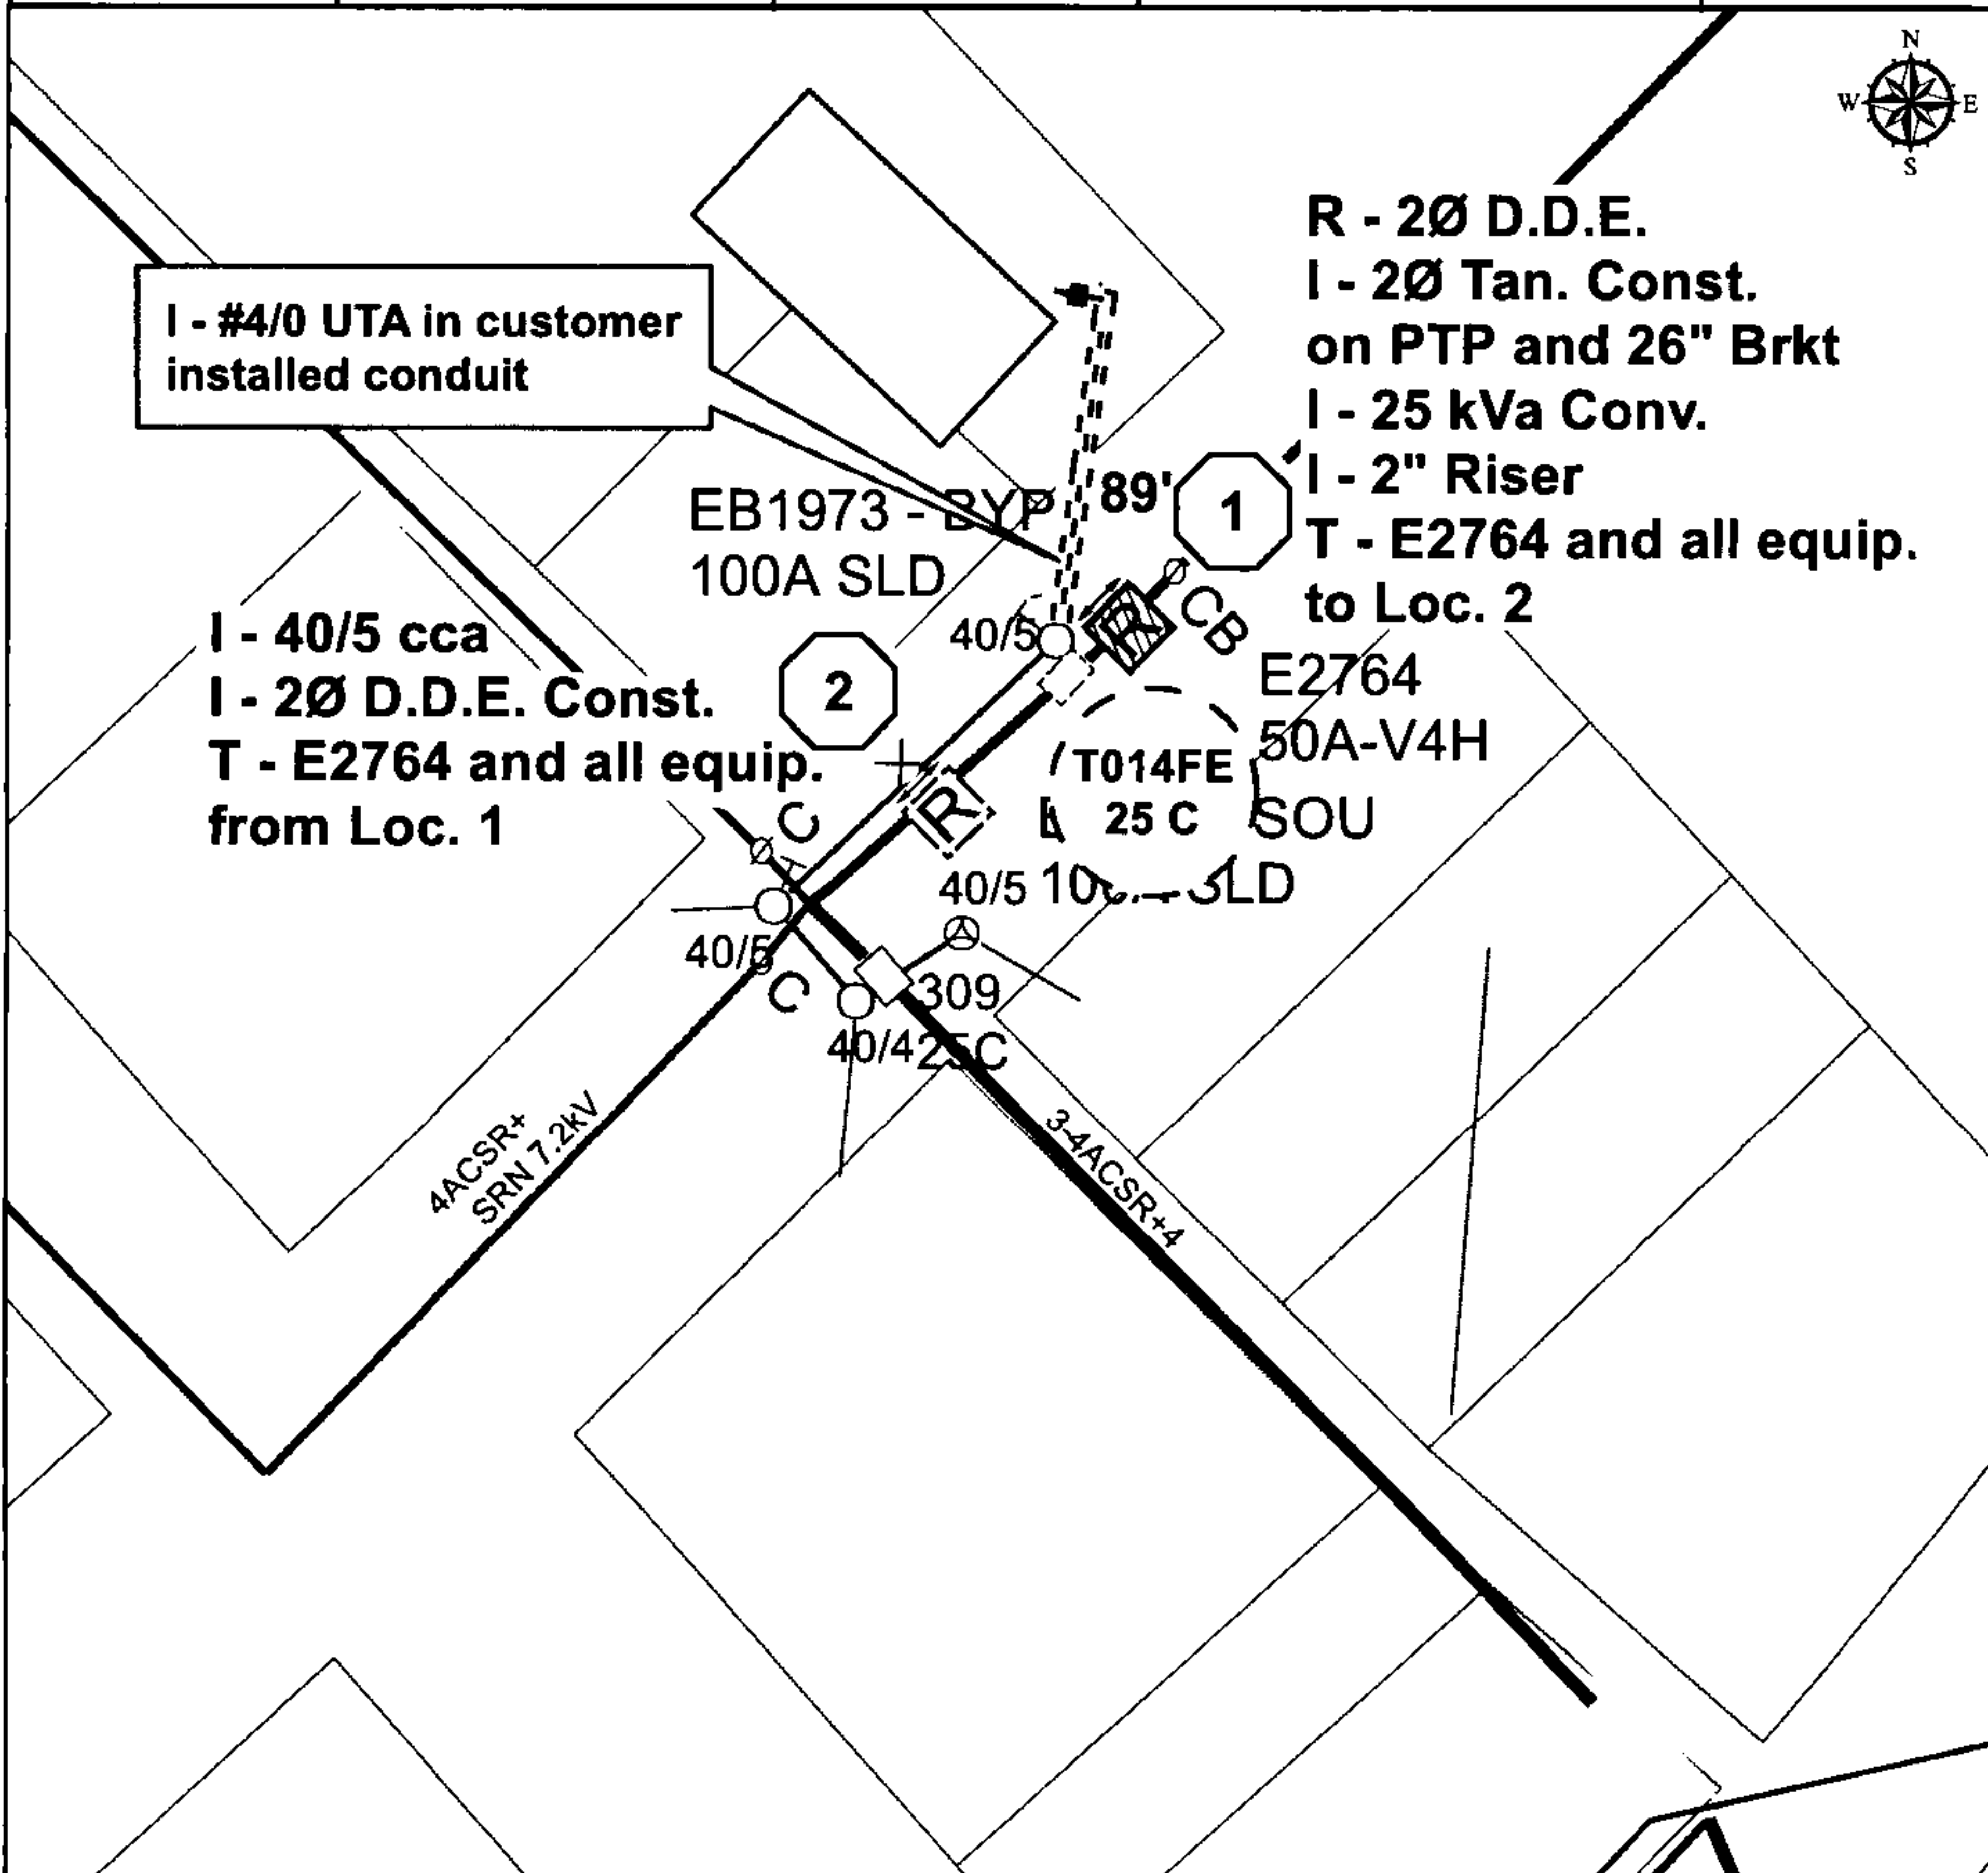 N
W E
S
R - 2Ø D.D.E.
I - 2Ø Tan. Const.
on PTP and 26" Brkt
I - 25 kVa Conv.
I - 2" Riser
T - E2764 and all equip.
to Loc. 2
I - #4/0 UTA in customer
installed conduit
89'
1
EB1973 - BYP
100A SLD
40/5
R
CB
I - 40/5 cca
I - 2Ø D.D.E. Const.
T - E2764 and all equip.
from Loc. 1
2
E2764
50A-V4H
T014FE
25 C
SOU
SLD
R
C
A
40/5
40/5
C
309
40/4
25C
4ACSR+
SRN 7.2kV
3-4ACSR+4